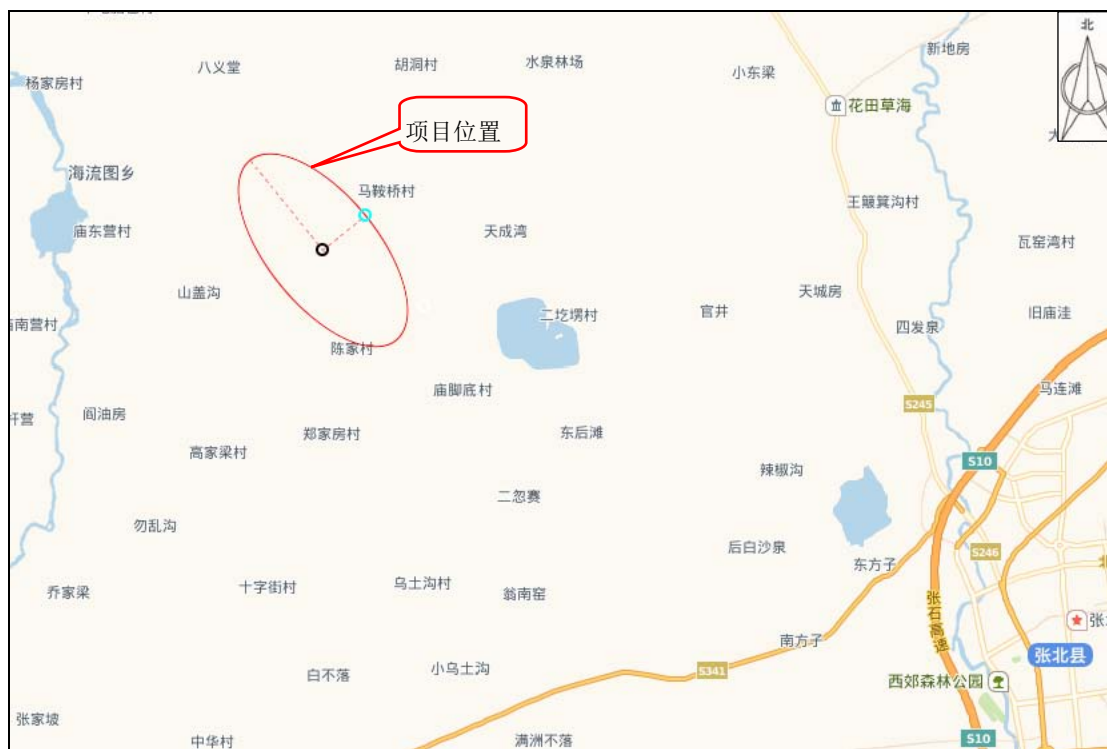 北
新地房
水泉林场
胡洞村
八义堂
小东梁
杨家房村
花田草海
项目位置
海流图乡
马鞍桥村
王簸箕沟村
庙东营村
天成湾
瓦窑湾村
山盖沟
天城房
二圪塄村
官井
旧庙洼
南营村
四发泉
陈家村
庙脚底村
马连滩
S245
阎油房
营
郑家房村
东后滩
高家梁村
S10
辣椒沟
二忽赛
勿乱沟
后白沙泉
S246
东方子
十字街村
乌土沟村
乔家梁
翁南窑
张石高速
张
南方子
张北县
小乌土沟
S341
白不落
西郊森林公园
张家坡
中华村
满洲不落
S10